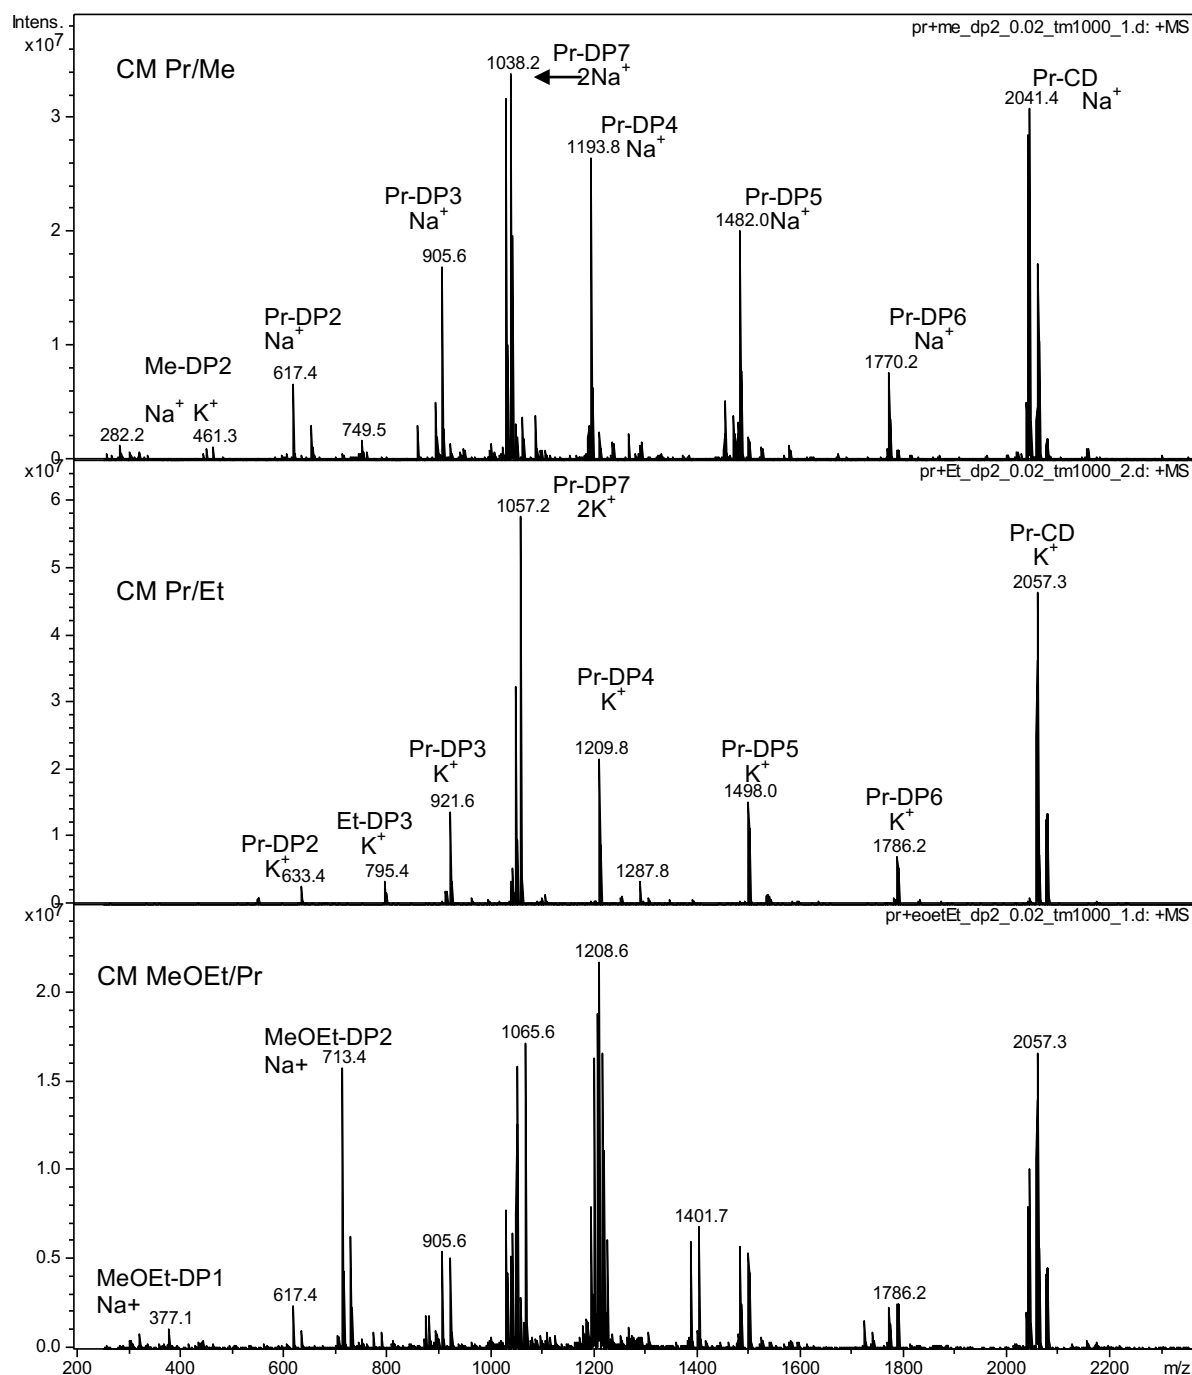 Intens.
x10⁷
pr+me_dp2_0.02_tm1000_1.d: +MS
CM Pr/Me
1038.2
Pr-DP7
2Na⁺
Pr-CD
2041.4 Na⁺
3
Pr-DP4
1193.8 Na⁺
Pr-DP3
Na⁺
Pr-DP5
1482.0 Na⁺
2
905.6
Pr-DP2
Na⁺
Pr-DP6
Na⁺
1
Me-DP2
617.4
1770.2
Na⁺ K⁺
282.2
461.3
749.5
0
x10⁷
pr+Et_dp2_0.02_tm1000_2.d: +MS
6
1057.2
Pr-DP7
2K⁺
Pr-CD
K⁺
2057.3
5
CM Pr/Et
4
3
Pr-DP4
K⁺
1209.8
2
Pr-DP3
K⁺
921.6
Pr-DP5
K⁺
1498.0
Pr-DP6
K⁺
1786.2
1
Pr-DP2
K⁺
633.4
Et-DP3
K⁺
795.4
1287.8
0
x10⁷
pr+eoetEt_dp2_0.02_tm1000_1.d: +MS
CM MeOEt/Pr
1208.6
2.0
MeOEt-DP2
Na+
713.4
1065.6
2057.3
1.5
1.0
905.6
1401.7
0.5
MeOEt-DP1
Na+
377.1
617.4
1786.2
0.0
200 400 600 800 1000 1200 1400 1600 1800 2000 2200 m/z